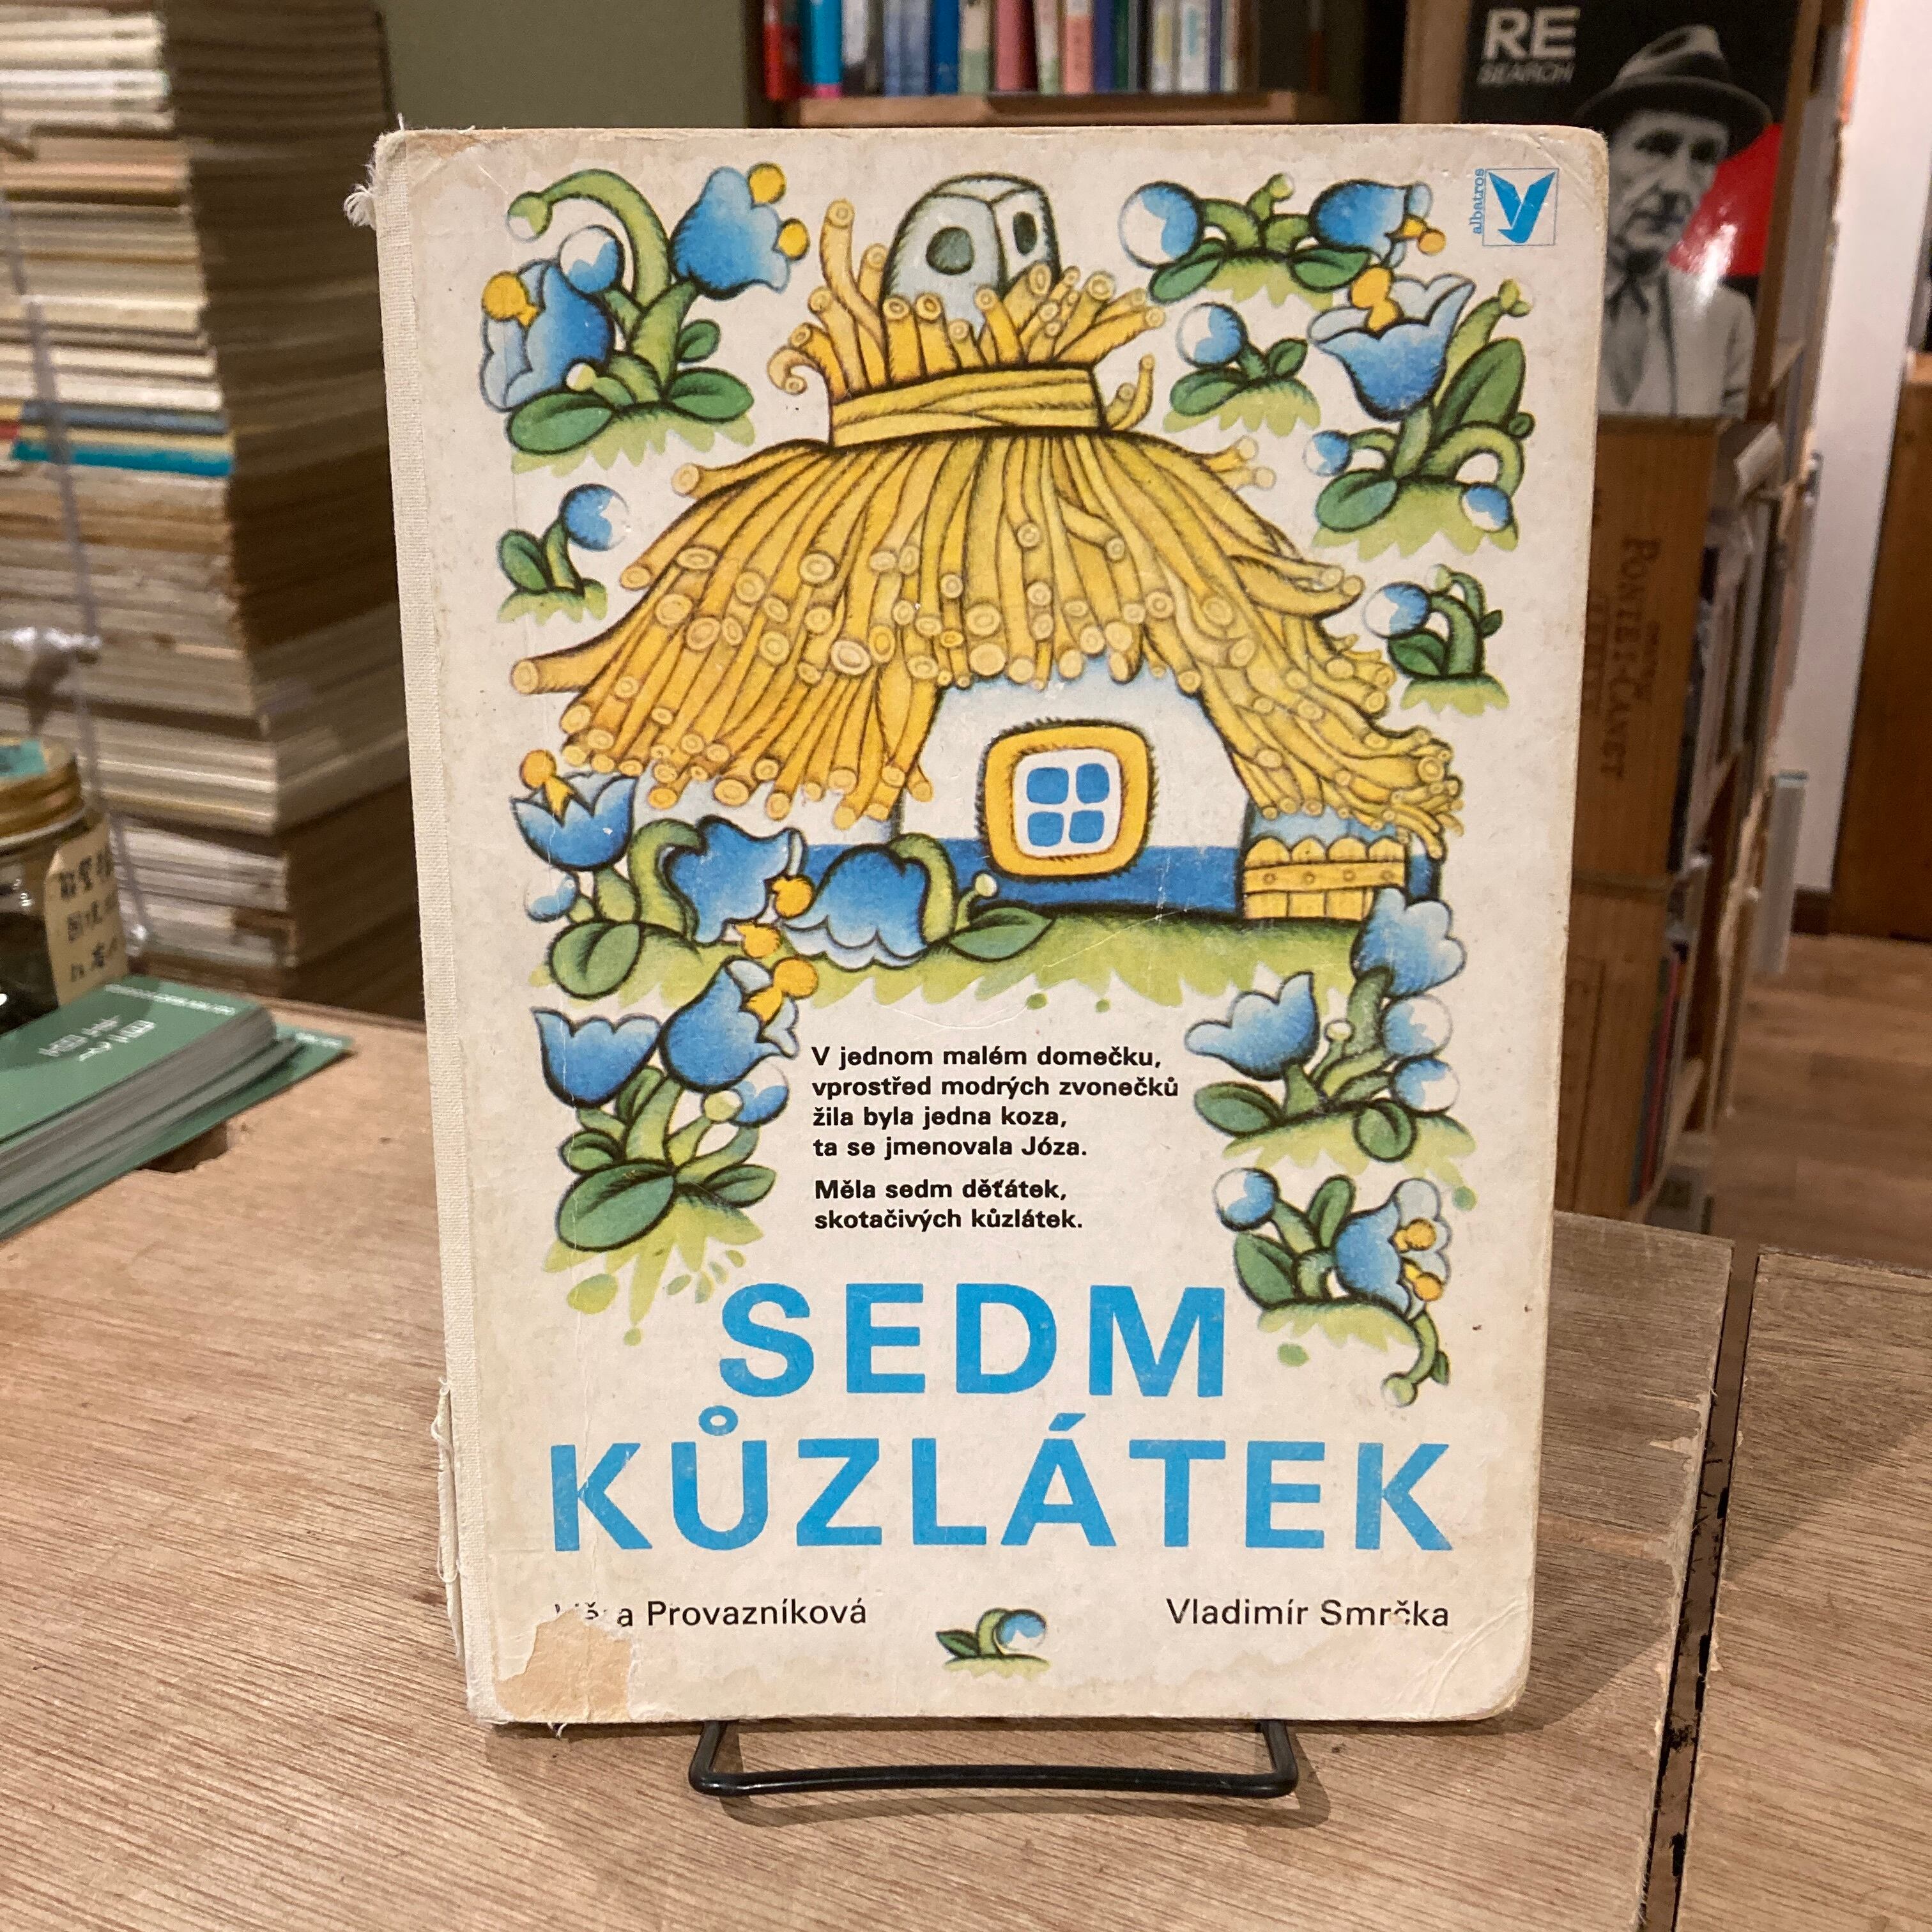 RE
SEARCH
albatros
V jednom malém domečku,
vprostřed modrých zvonečků
žila byla jedna koza,
ta se jmenovala Józa.
Měla sedm děťátek,
skotačivých kůzlátek.
SEDM
KŮZLÁTEK
Provazníková
Vladimír Smrčka